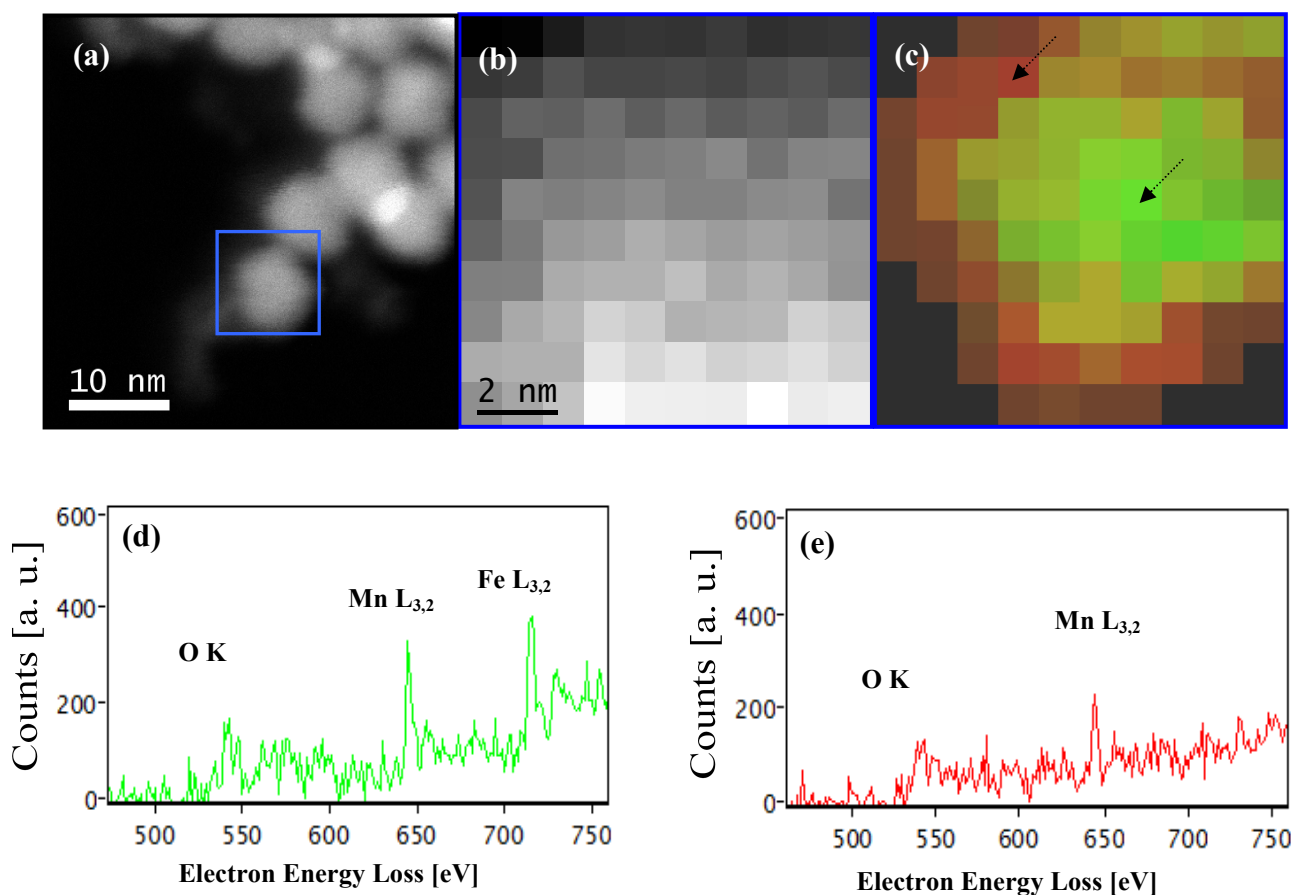 (a)
(b)
(c)
10 nm
2 nm
(d)
600
400
200
0
O K
Mn L3,2
Fe L3,2
500 550 600 650 700 750
Counts [a. u.]
Electron Energy Loss [eV]
(e)
600
400
200
0
O K
Mn L3,2
500 550 600 650 700 750
Counts [a. u.]
Electron Energy Loss [eV]